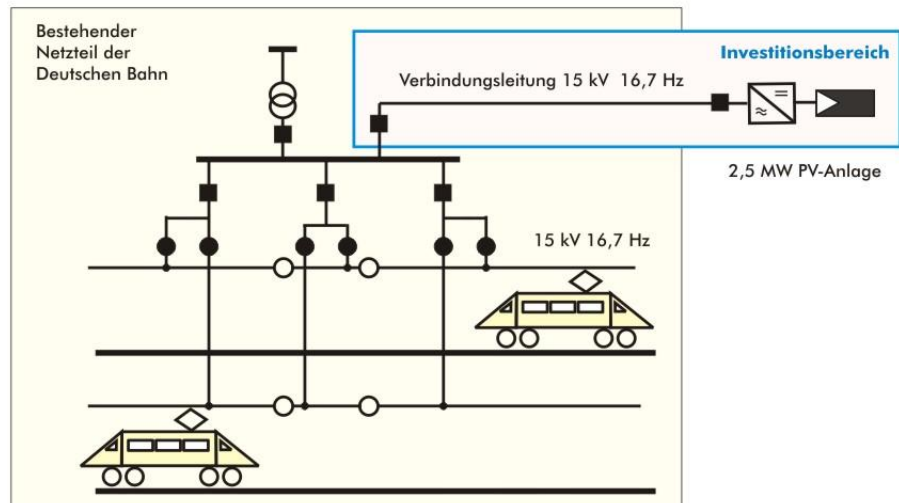 Bestehender
Netzteil der
Deutschen Bahn
Investitionsbereich
Verbindungsleitung 15 kV 16,7 Hz
2,5 MW PV-Anlage
15 kV 16,7 Hz